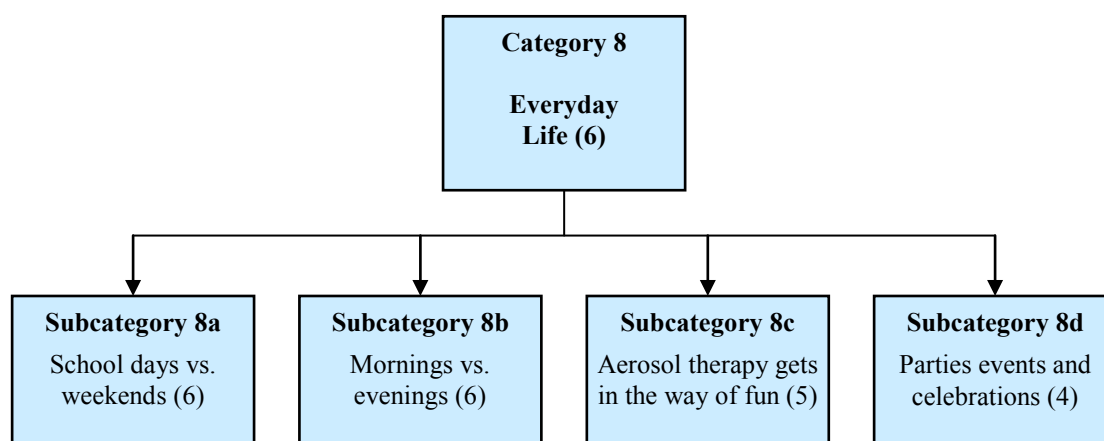 Category 8
Everyday
Life (6)
Subcategory 8a
School days vs.
weekends (6)
Subcategory 8b
Mornings vs.
evenings (6)
Subcategory 8c
Aerosol therapy gets
in the way of fun (5)
Subcategory 8d
Parties events and
celebrations (4)